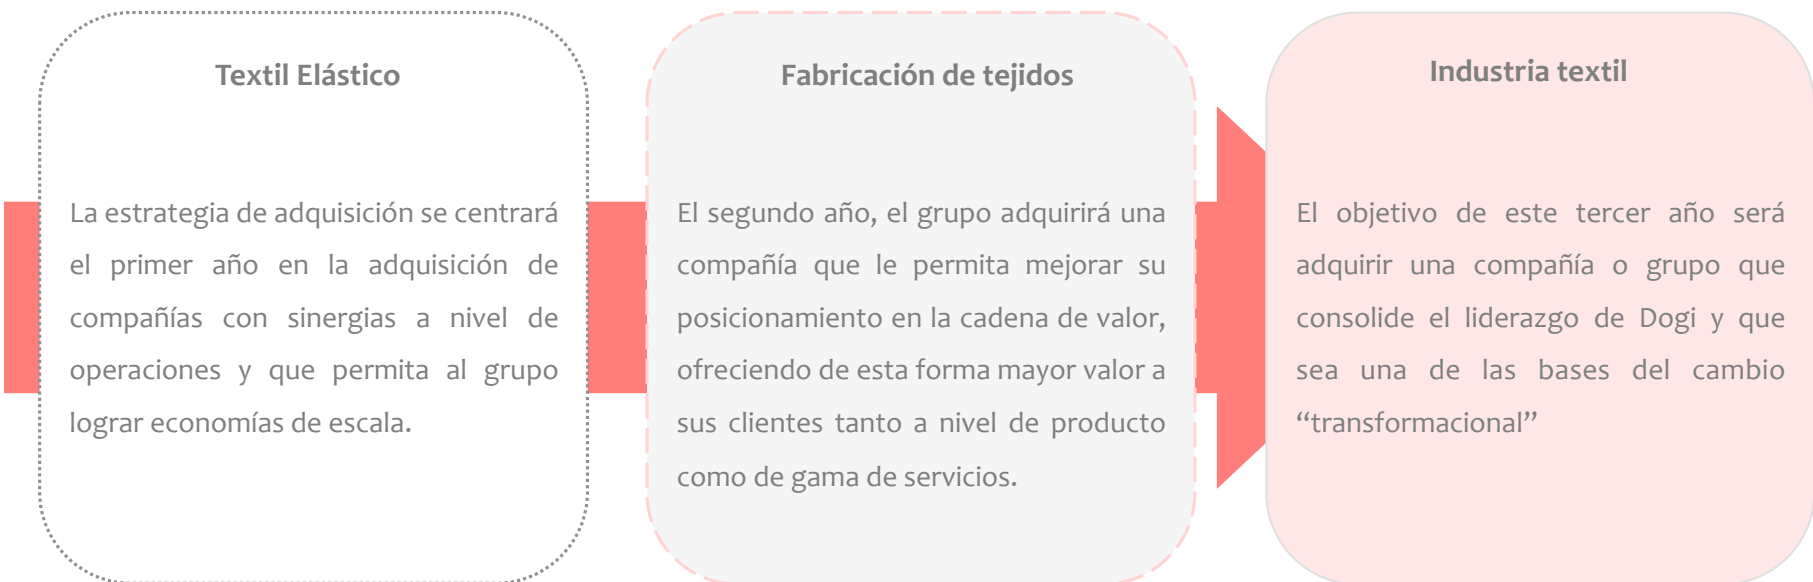 Textil Elástico
La estrategia de adquisición se centrará
el primer año en la adquisición de
compañías con sinergias a nivel de
operaciones y que permita al grupo
lograr economías de escala.
Fabricación de tejidos
El segundo año, el grupo adquirirá una
compañía que le permita mejorar su
posicionamiento en la cadena de valor,
ofreciendo de esta forma mayor valor a
sus clientes tanto a nivel de producto
como de gama de servicios.
Industria textil
El objetivo de este tercer año será
adquirir una compañía o grupo que
consolide el liderazgo de Dogi y que
sea una de las bases del cambio
“transformacional”